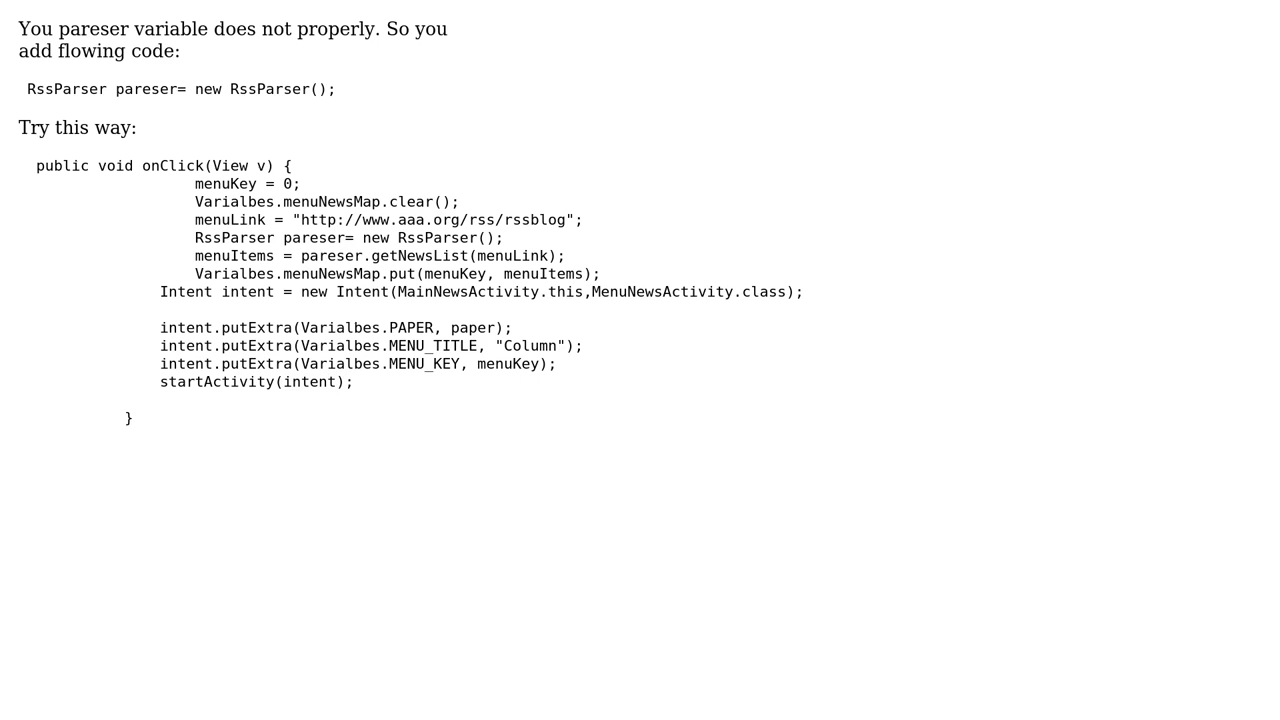 You pareser variable does not properly. So you
add flowing code:
RssParser pareser= new RssParser();
Try this way:
public void onClick(View v) {
menuKey = 0;
Varialbes.menuNewsMap.clear();
menuLink = "http://www.aaa.org/rss/rssblog";
RssParser pareser= new RssParser();
menuItems = pareser.getNewsList(menuLink);
Varialbes.menuNewsMap.put(menuKey, menuItems);
Intent intent = new Intent(MainNewsActivity.this,MenuNewsActivity.class);
intent.putExtra(Varialbes.PAPER, paper);
intent.putExtra(Varialbes.MENU_TITLE, "Column");
intent.putExtra(Varialbes.MENU_KEY, menuKey);
startActivity(intent);
}